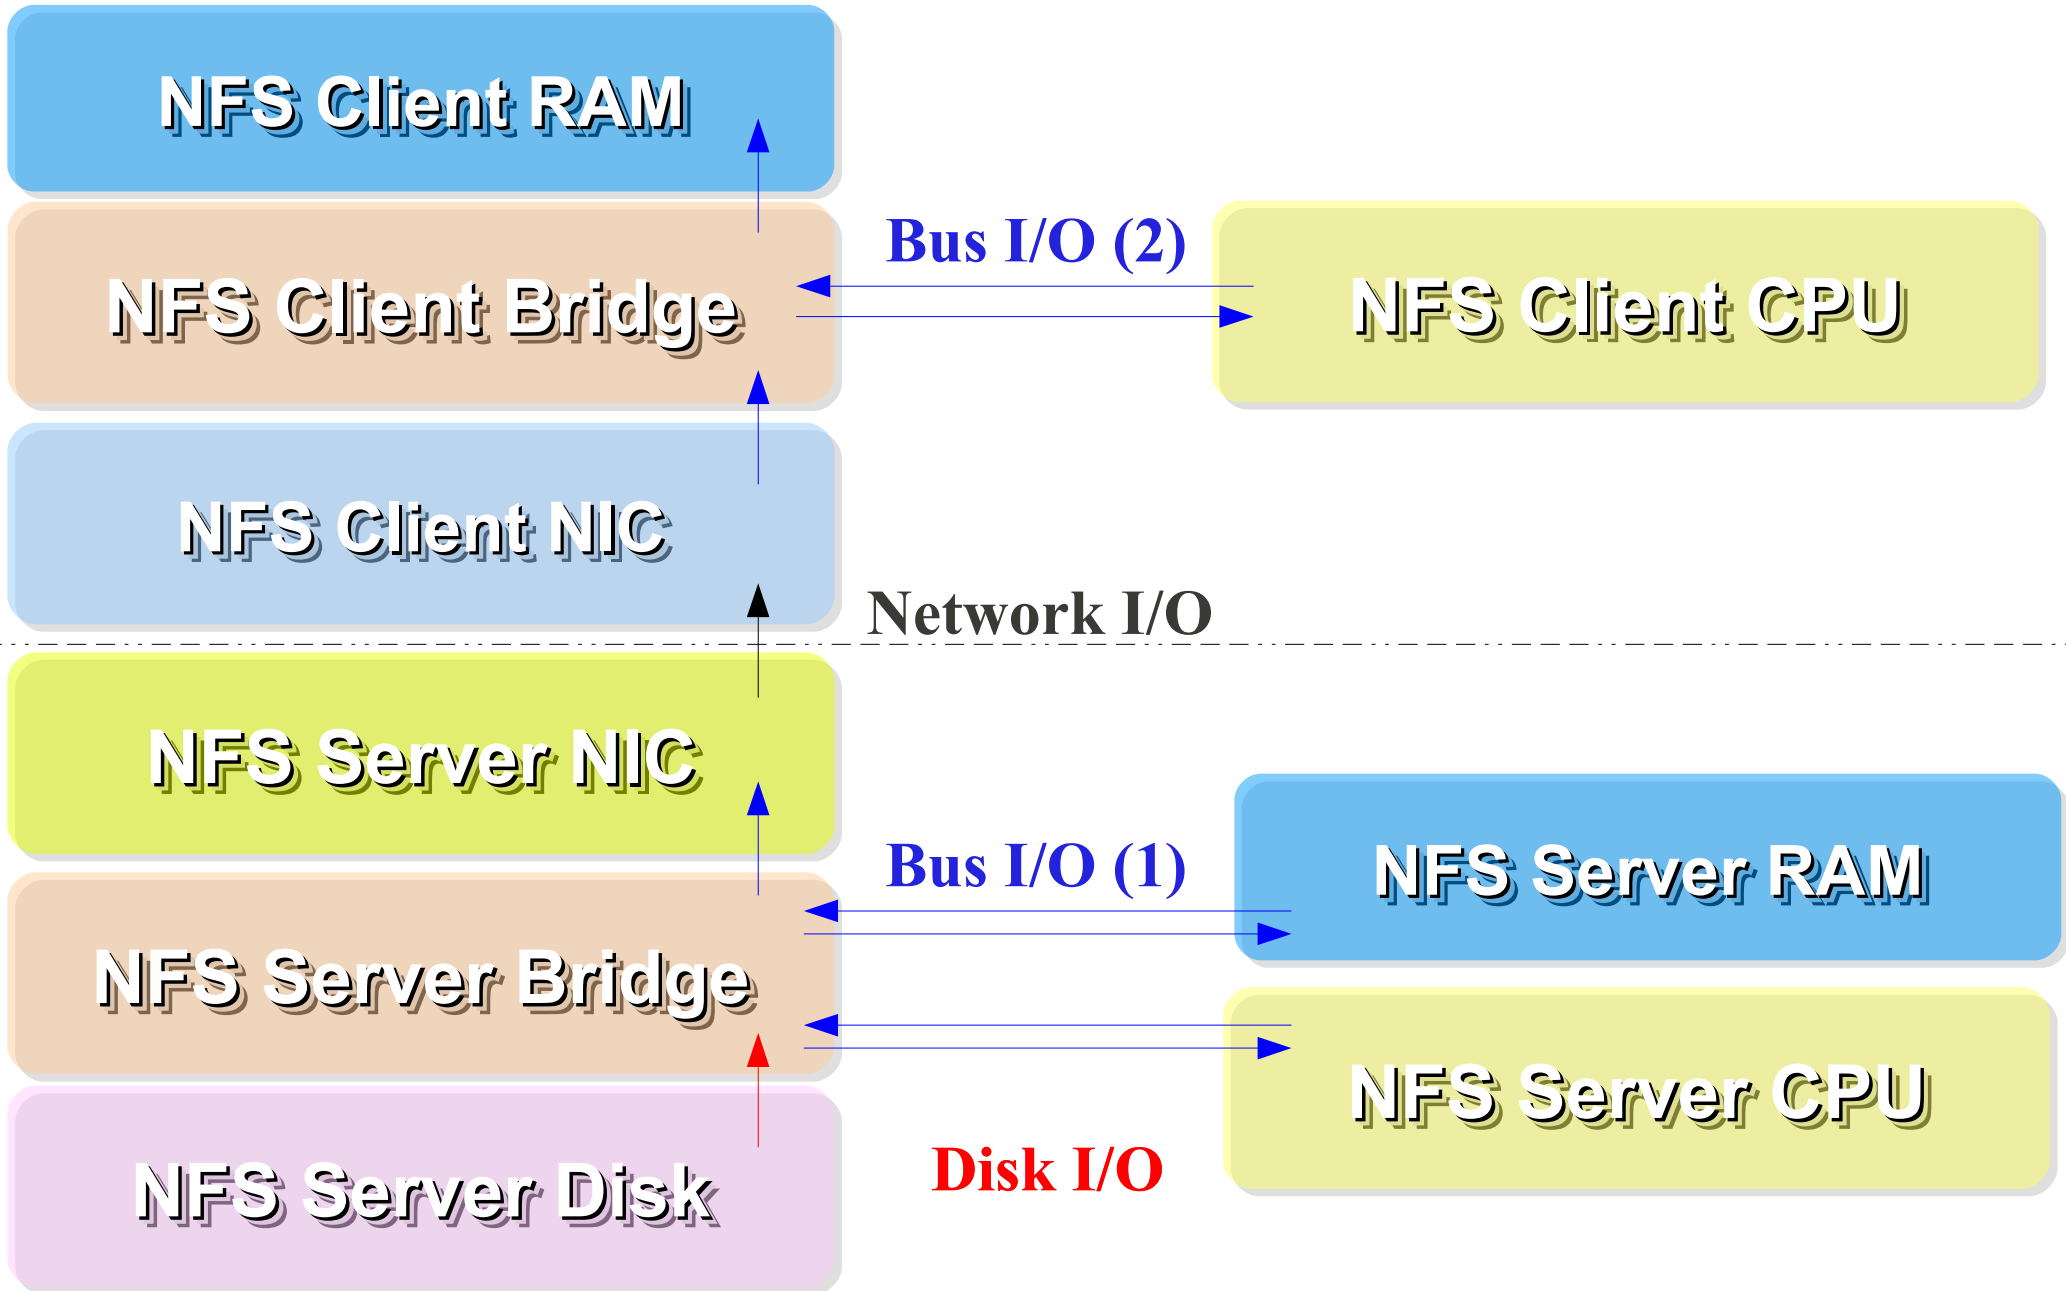 NFS Client RAM
Bus I/O (2)
NFS Client Bridge
NFS Client CPU
NFS Client NIC
Network I/O
NFS Server NIC
Bus I/O (1)
NFS Server RAM
NFS Server Bridge
NFS Server CPU
Disk I/O
NFS Server Disk